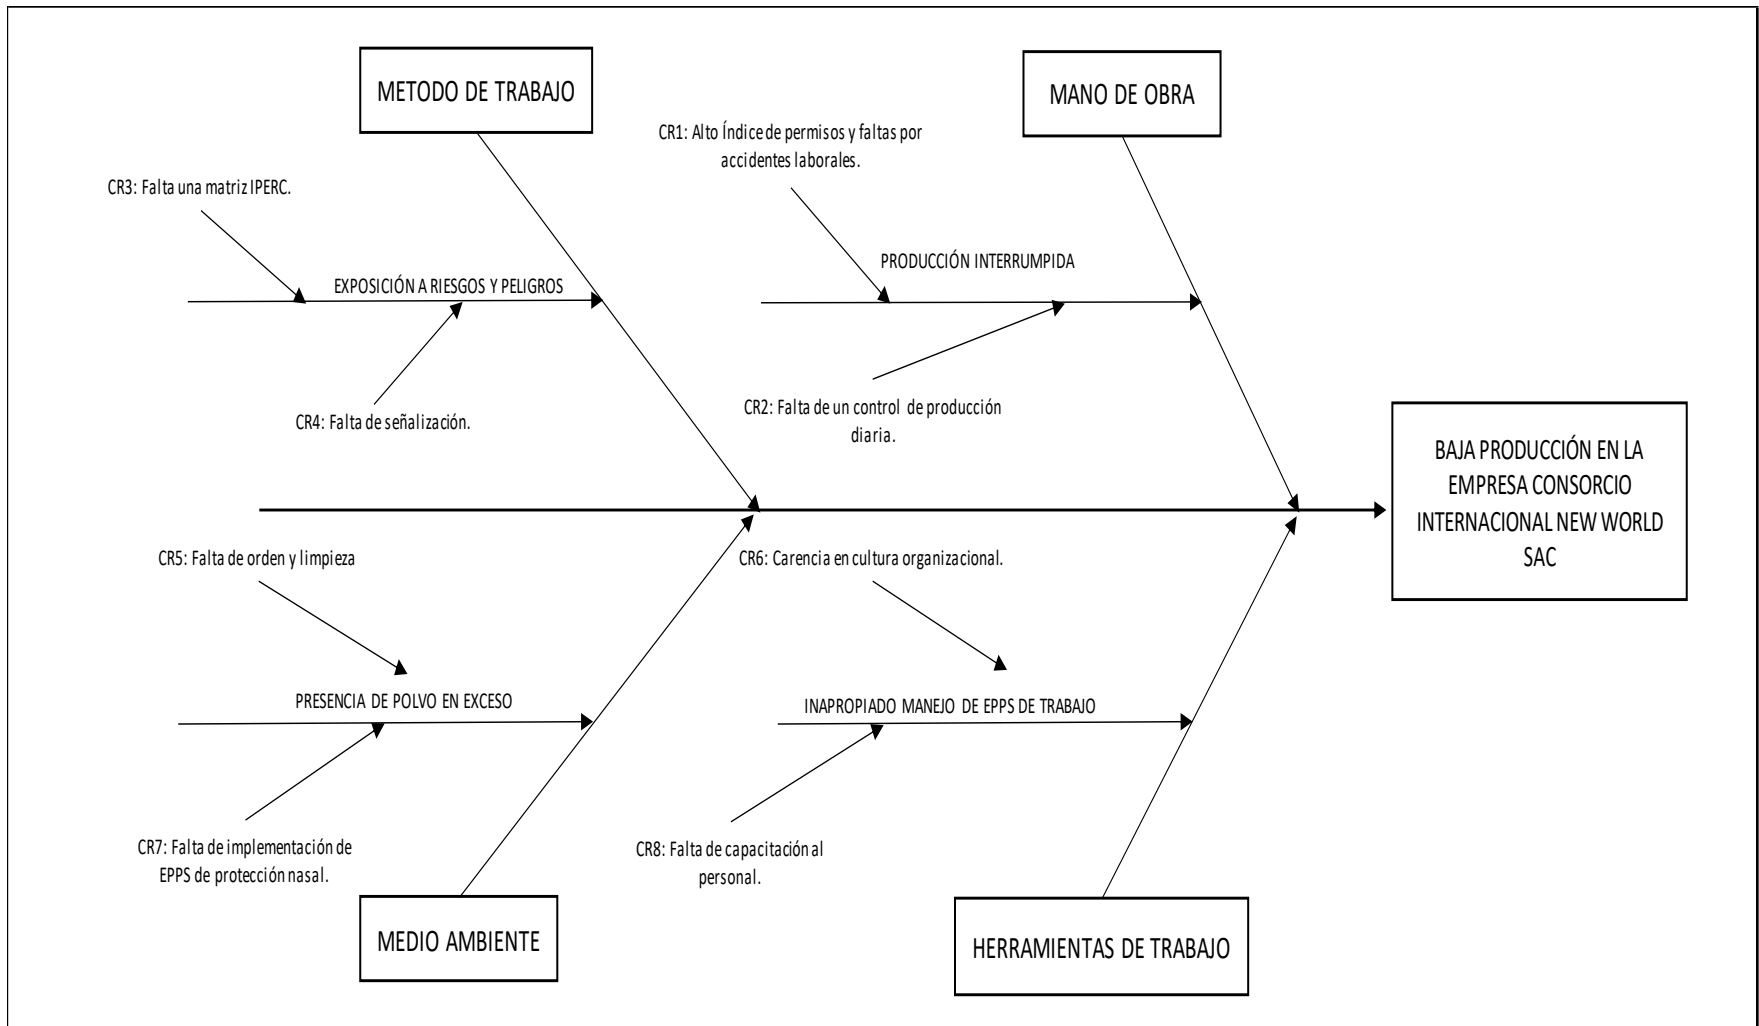 METODO DE TRABAJO
MANO DE OBRA
CR1: Alto Índice de permisos y faltas por
accidentes laborales.
CR3: Falta una matriz IPERC.
PRODUCCIÓN INTERRUMPIDA
EXPOSICIÓN A RIESGOS Y PELIGROS
CR4: Falta de señalización.
CR2: Falta de un control de producción
diaria.
BAJA PRODUCCIÓN EN LA
EMPRESA CONSORCIO
INTERNACIONAL NEW WORLD
SAC
CR5: Falta de orden y limpieza
CR6: Carencia en cultura organizacional.
PRESENCIA DE POLVO EN EXCESO
INAPROPIADO MANEJO DE EPPS DE TRABAJO
CR7: Falta de implementación de
EPPS de protección nasal.
CR8: Falta de capacitación al
personal.
MEDIO AMBIENTE
HERRAMIENTAS DE TRABAJO